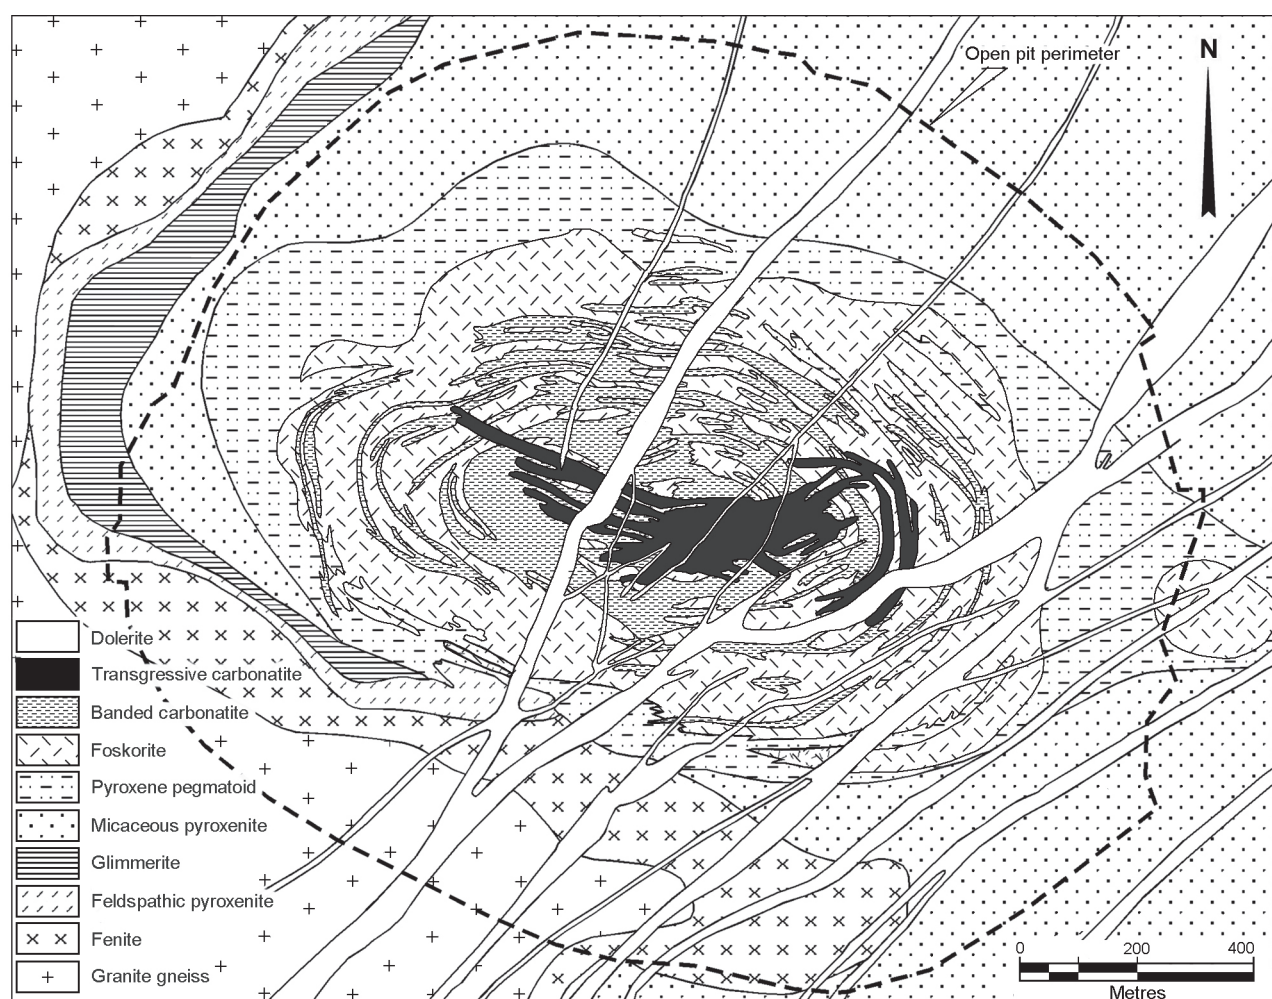 Open pit perimeter
N
Dolerite
Transgressive carbonatite
Banded carbonatite
Foskorite
Pyroxene pegmatoid
Micaceous pyroxenite
Glimmerite
Feldspathic pyroxenite
Fenite
Granite gneiss
0 200 400
Metres